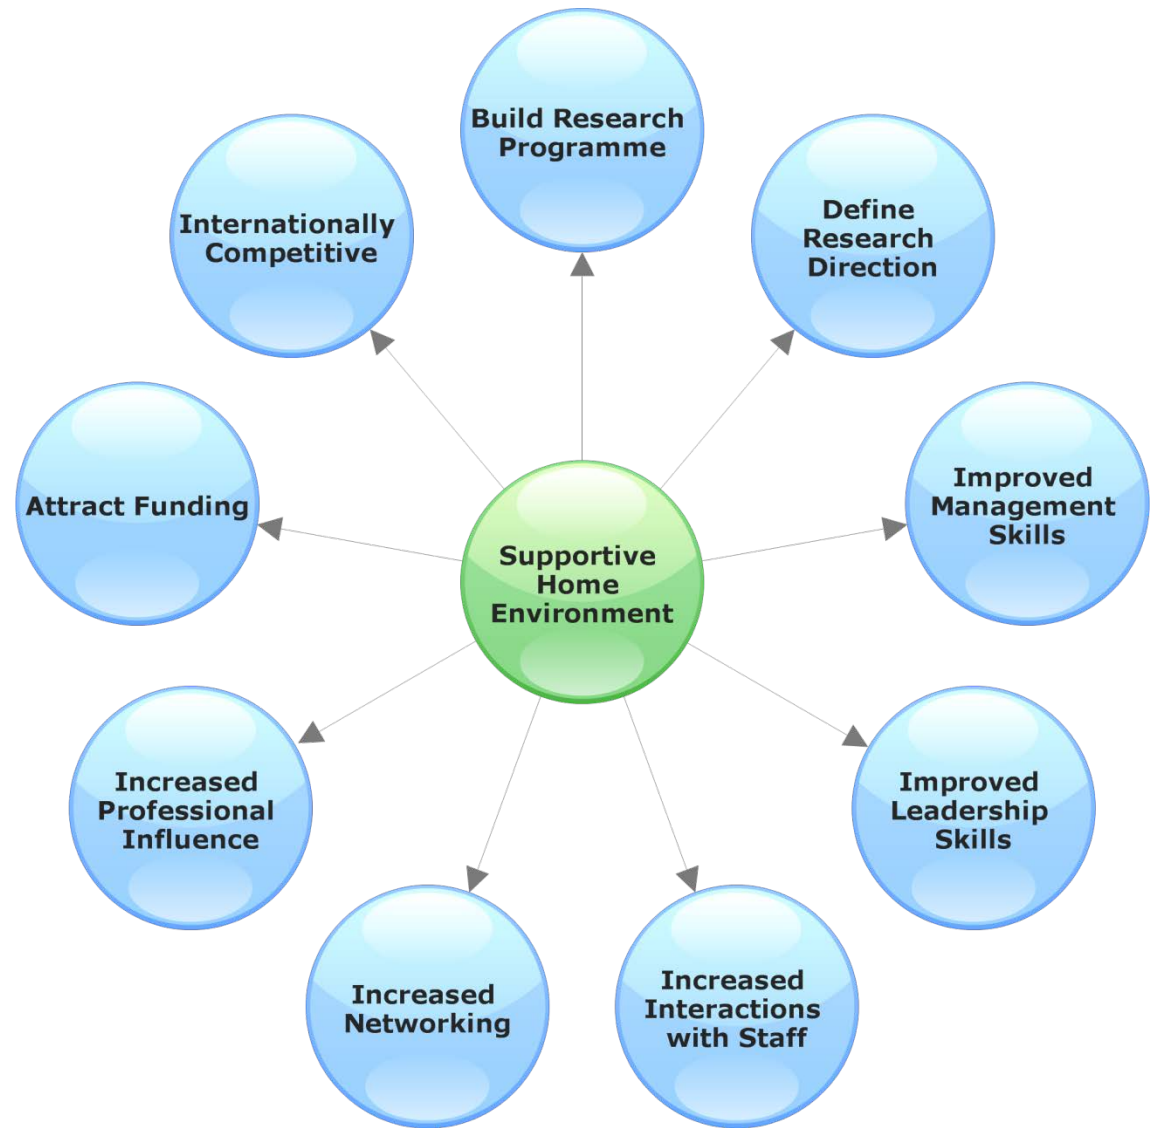 Build Research
Programme
Define
Research
Direction
Improved
Management
Skills
Improved
Leadership
Skills
Increased
Interactions
with Staff
Increased
Networking
Increased
Professional
Influence
Attract Funding
Internationally
Competitive
Supportive
Home
Environment